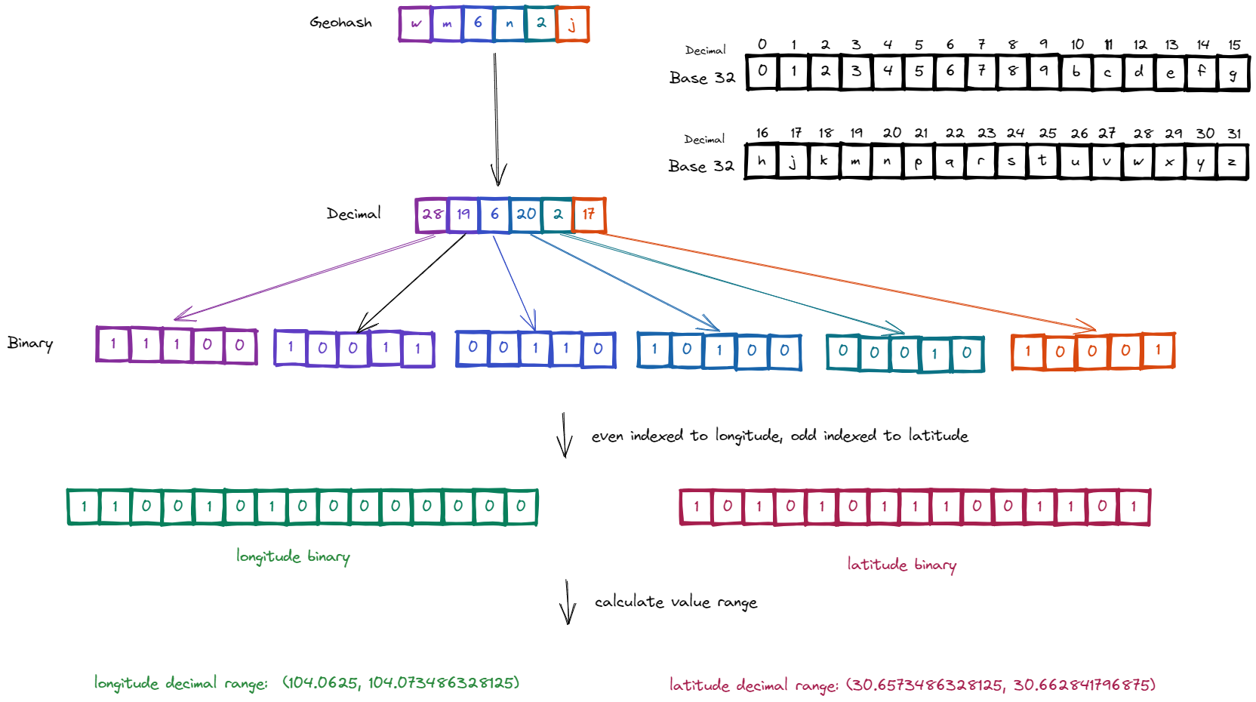 Geohash w m 6 n 2 j
Decimal 0 1 2 3 4 5 6 7 8 9 10 11 12 13 14 15
Base 32 0 1 2 3 4 5 6 7 8 9 b c d e f g
Decimal 16 17 18 19 20 21 22 23 24 25 26 27 28 29 30 31
Base 32 h j k m n p q r s t u v w x y z
Decimal 28 19 6 20 2 17
Binary 1 1 1 0 0 1 0 0 1 1 0 0 1 1 0 1 0 1 0 0 0 0 0 1 0 1 0 0 0 1
even indexed to longitude, odd indexed to latitude
1 1 0 0 1 0 1 0 0 0 0 0 0 0 0
1 0 1 0 1 0 1 1 1 0 0 1 1 0 1
longitude binary
latitude binary
calculate value range
longitude decimal range: (104.0625, 104.073486328125)
latitude decimal range: (30.6573486328125, 30.662841796875)